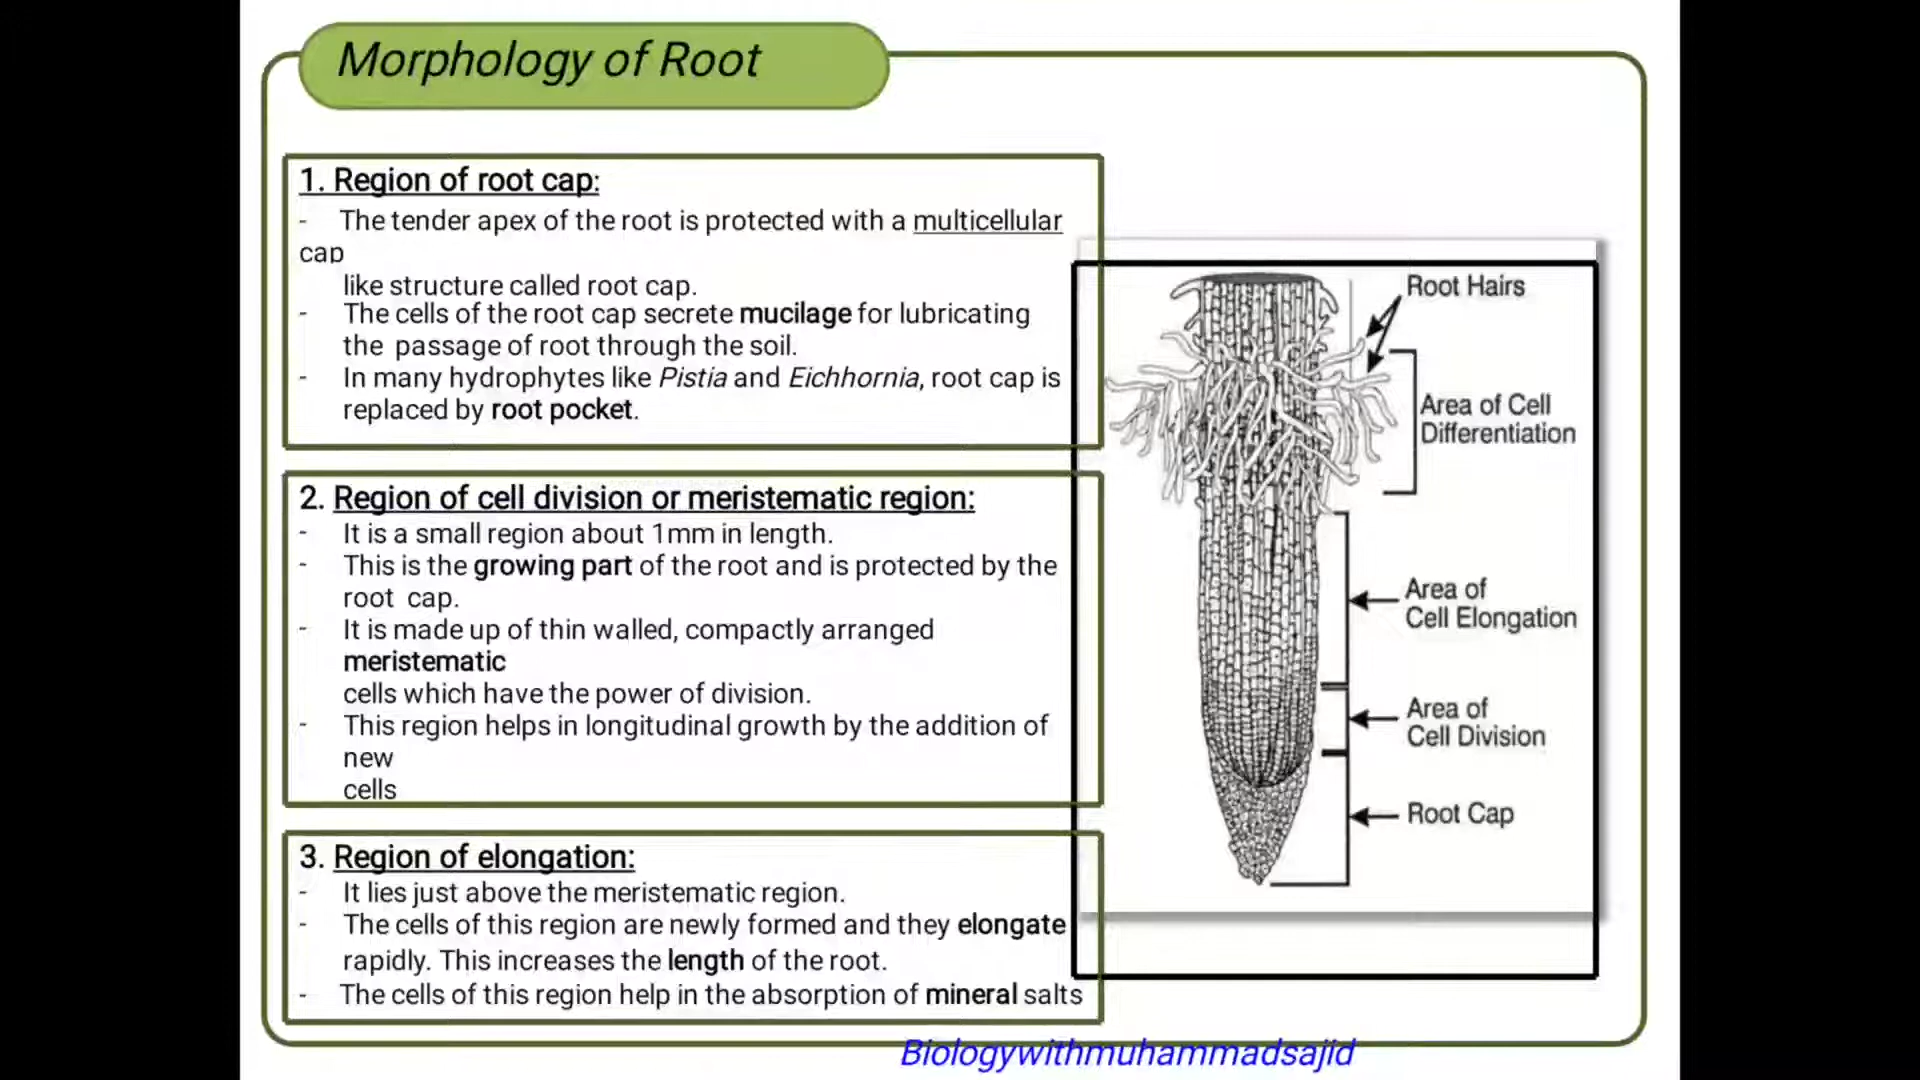 Morphology of Root
1. Region of root cap:
- The tender apex of the root is protected with a multicellular
cap
like structure called root cap.
- The cells of the root cap secrete mucilage for lubricating
the passage of root through the soil.
- In many hydrophytes like Pistia and Eichhornia, root cap is
replaced by root pocket.
2. Region of cell division or meristematic region:
- It is a small region about 1mm in length.
- This is the growing part of the root and is protected by the
root cap.
- It is made up of thin walled, compactly arranged
meristematic
cells which have the power of division.
- This region helps in longitudinal growth by the addition of
new
cells
3. Region of elongation:
- It lies just above the meristematic region.
- The cells of this region are newly formed and they elongate
rapidly. This increases the length of the root.
- The cells of this region help in the absorption of mineral salts
Root Hairs
Area of Cell
Differentiation
Area of
Cell Elongation
Area of
Cell Division
Root Cap
Biologywithmuhammadsajid